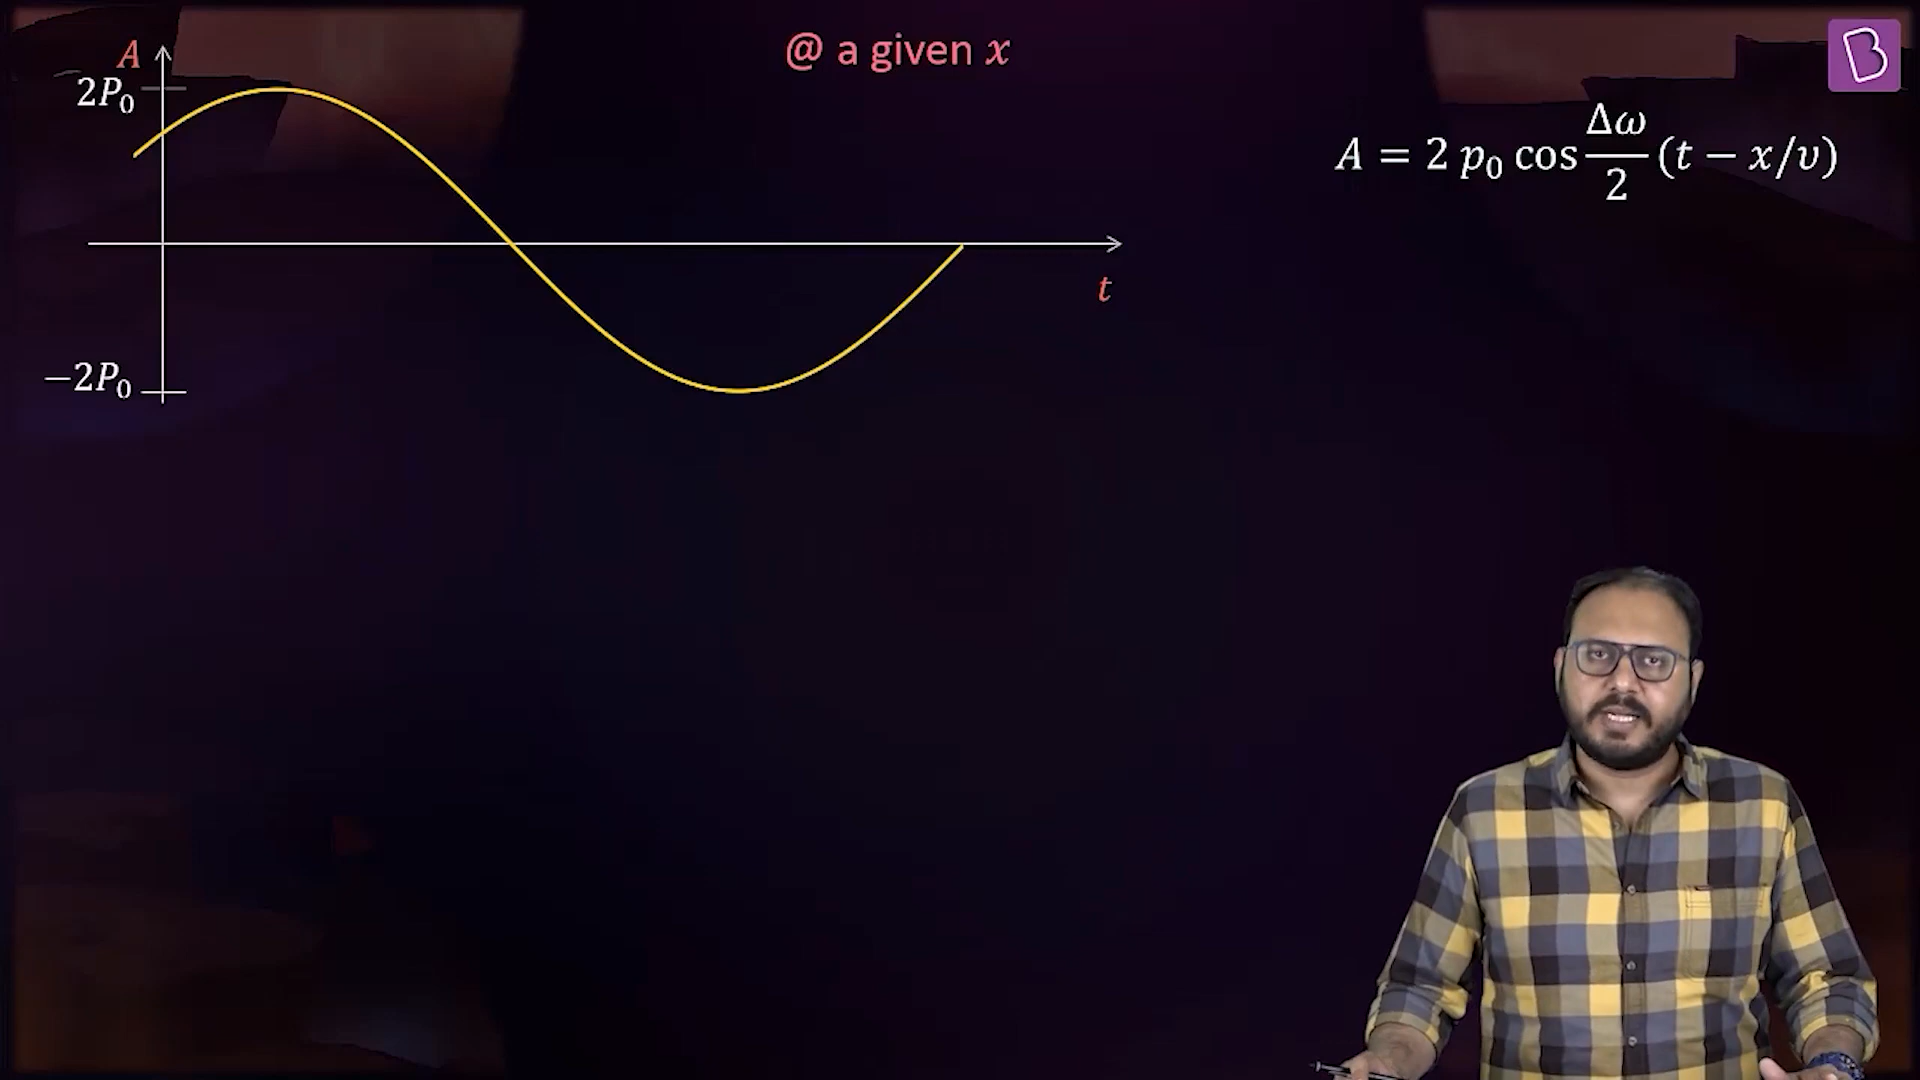 @ a given x
A
2P₀
−2P₀
t
A = 2 p₀ cos Δω/2 (t − x/υ)
B